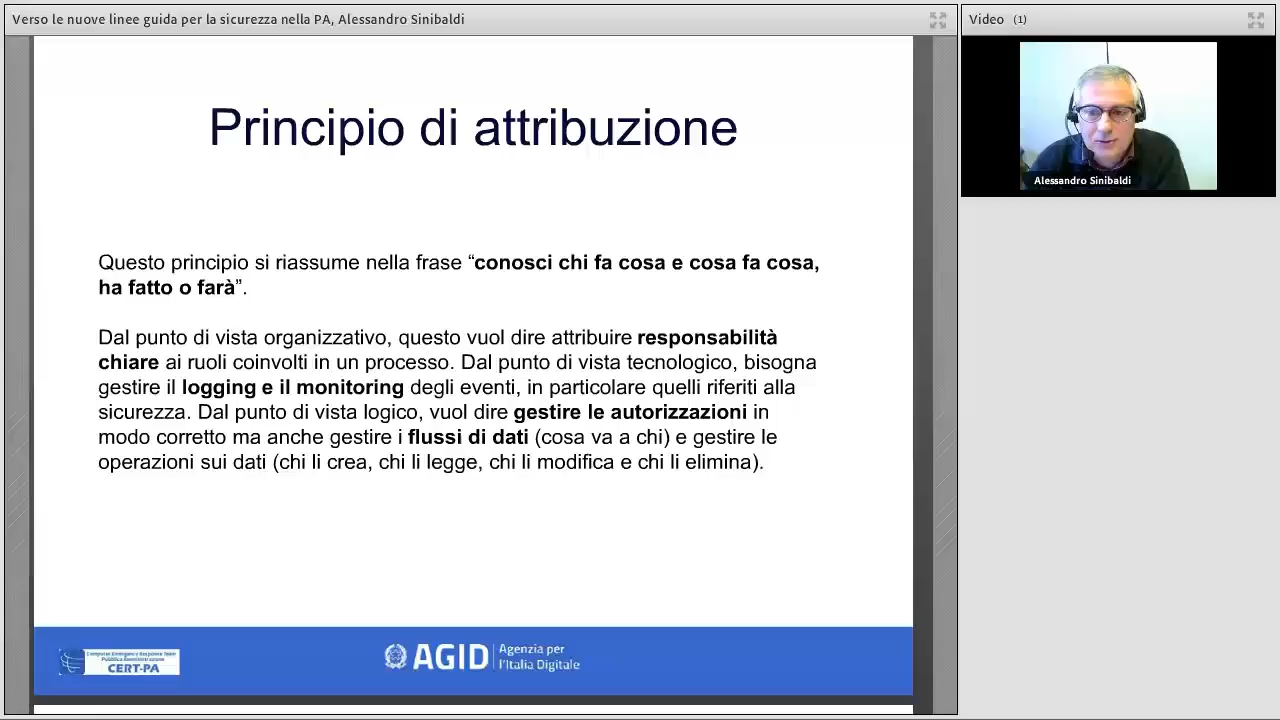 Verso le nuove linee guida per la sicurezza nella PA, Alessandro Sinibaldi
Video (1)
Alessandro Sinibaldi
Principio di attribuzione
Questo principio si riassume nella frase “conosci chi fa cosa e cosa fa cosa,
ha fatto o farà”.
Dal punto di vista organizzativo, questo vuol dire attribuire responsabilità
chiare ai ruoli coinvolti in un processo. Dal punto di vista tecnologico, bisogna
gestire il logging e il monitoring degli eventi, in particolare quelli riferiti alla
sicurezza. Dal punto di vista logico, vuol dire gestire le autorizzazioni in
modo corretto ma anche gestire i flussi di dati (cosa va a chi) e gestire le
operazioni sui dati (chi li crea, chi li legge, chi li modifica e chi li elimina).
Computer Emergency Response Team
Pubblica Amministrazione
CERT-PA
AGID
Agenzia per
l'Italia Digitale